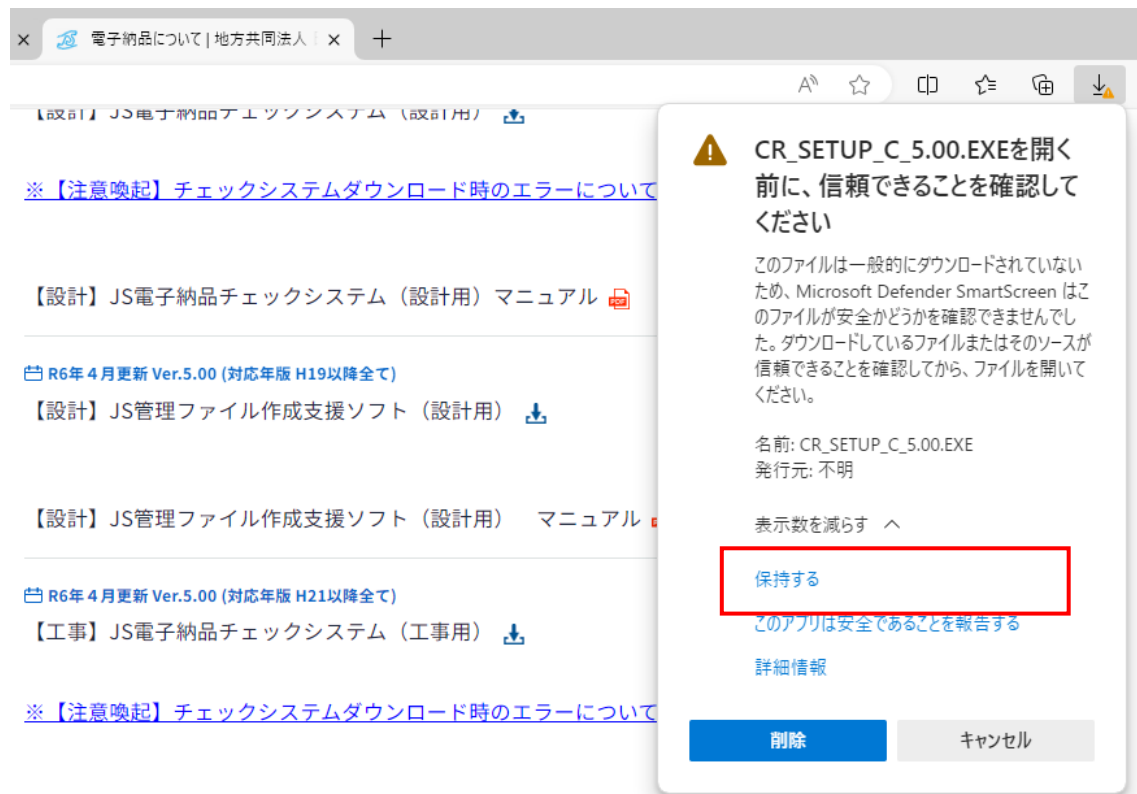 電子納品について | 地方共同法人
【設計】JS電子納品チェックシステム（設計用）
※【注意喚起】チェックシステムダウンロード時のエラーについて
【設計】JS電子納品チェックシステム（設計用）マニュアル
PDF
R6年４月更新 Ver.5.00 (対応年版 H19以降全て)
【設計】JS管理ファイル作成支援ソフト（設計用）
【設計】JS管理ファイル作成支援ソフト（設計用）　マニュアル
R6年４月更新 Ver.5.00 (対応年版 H21以降全て)
【工事】JS電子納品チェックシステム（工事用）
※【注意喚起】チェックシステムダウンロード時のエラーについて
CR_SETUP_C_5.00.EXEを開く
前に、信頼できることを確認して
ください
このファイルは一般的にダウンロードされていない
ため、Microsoft Defender SmartScreen はこ
のファイルが安全かどうかを確認できませんでし
た。ダウンロードしているファイルまたはそのソースが
信頼できることを確認してから、ファイルを開いて
ください。
名前: CR_SETUP_C_5.00.EXE
発行元: 不明
表示数を減らす
保持する
このアプリは安全であることを報告する
詳細情報
削除
キャンセル